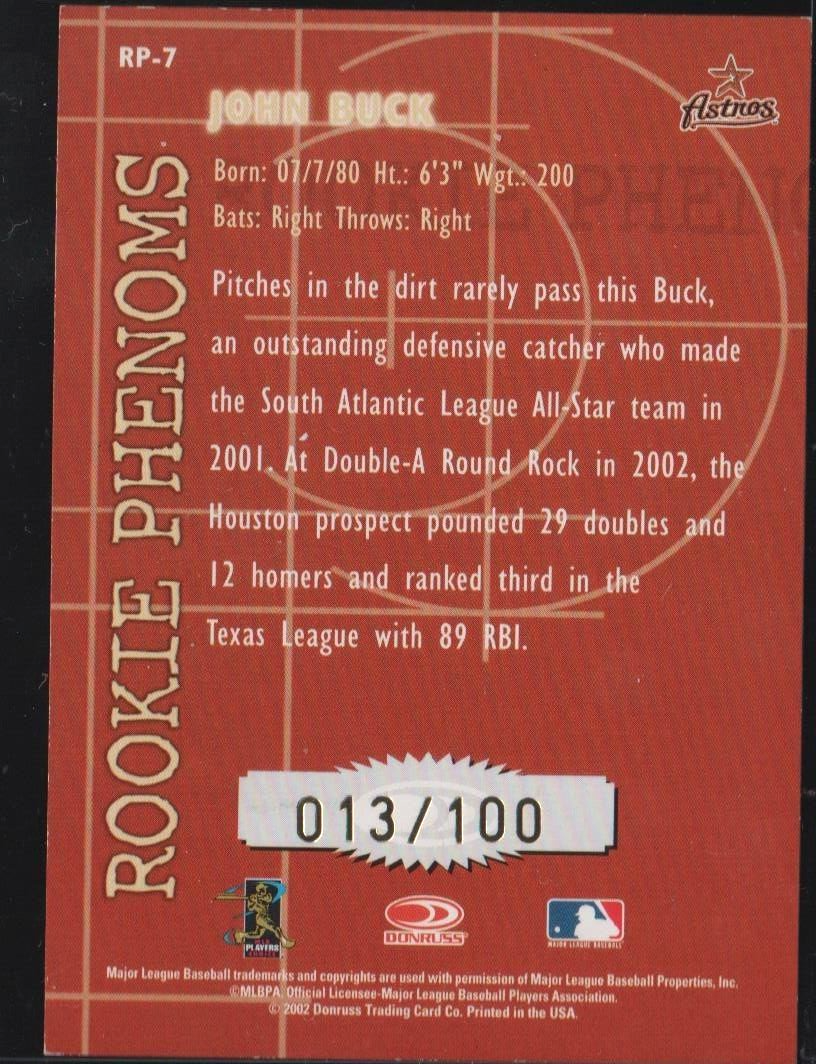 RP-7
Astros
JOHN BUCK
ROOKIE PHENOMS
Born: 07/7/80 Ht.: 6'3" Wgt.: 200
Bats: Right Throws: Right
Pitches in the dirt rarely pass this Buck,
an outstanding defensive catcher who made
the South Atlantic League All-Star team in
2001. At Double-A Round Rock in 2002, the
Houston prospect pounded 29 doubles and
12 homers and ranked third in the
Texas League with 89 RBI.
013/100
PLAYERS
CHOICE
DONRUSS
MAJOR LEAGUE BASEBALL
Major League Baseball trademarks and copyrights are used with permission of Major League Baseball Properties, Inc.
©MLBPA, Official Licensee-Major League Baseball Players Association.
© 2002 Donruss Trading Card Co. Printed in the USA.